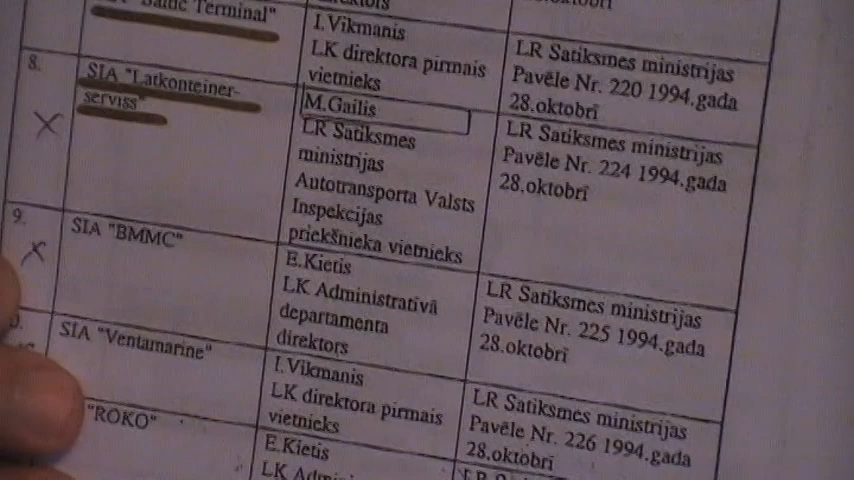 "Baltic Terminal"
I.Vikmanis
LK direktora pirmais
vietnieks
LR Satiksmes ministrijas
Pavēle Nr. 220 1994.gada
28.oktobrī
8.
SIA "Latkonteiner-
serviss"
M.Gailis
LR Satiksmes
ministrijas
Autotransporta Valsts
Inspekcijas
priekšnieka vietnieks
LR Satiksmes ministrijas
Pavēle Nr. 224 1994.gada
28.oktobrī
9.
SIA "BMMC"
E.Kietis
LK Administratīvā
departamenta
direktors
LR Satiksmes ministrijas
Pavēle Nr. 225 1994.gada
28.oktobrī
SIA "Ventamarine"
I.Vikmanis
LK direktora pirmais
vietnieks
LR Satiksmes ministrijas
Pavēle Nr. 226 1994.gada
28.oktobrī
"ROKO"
E.Kietis